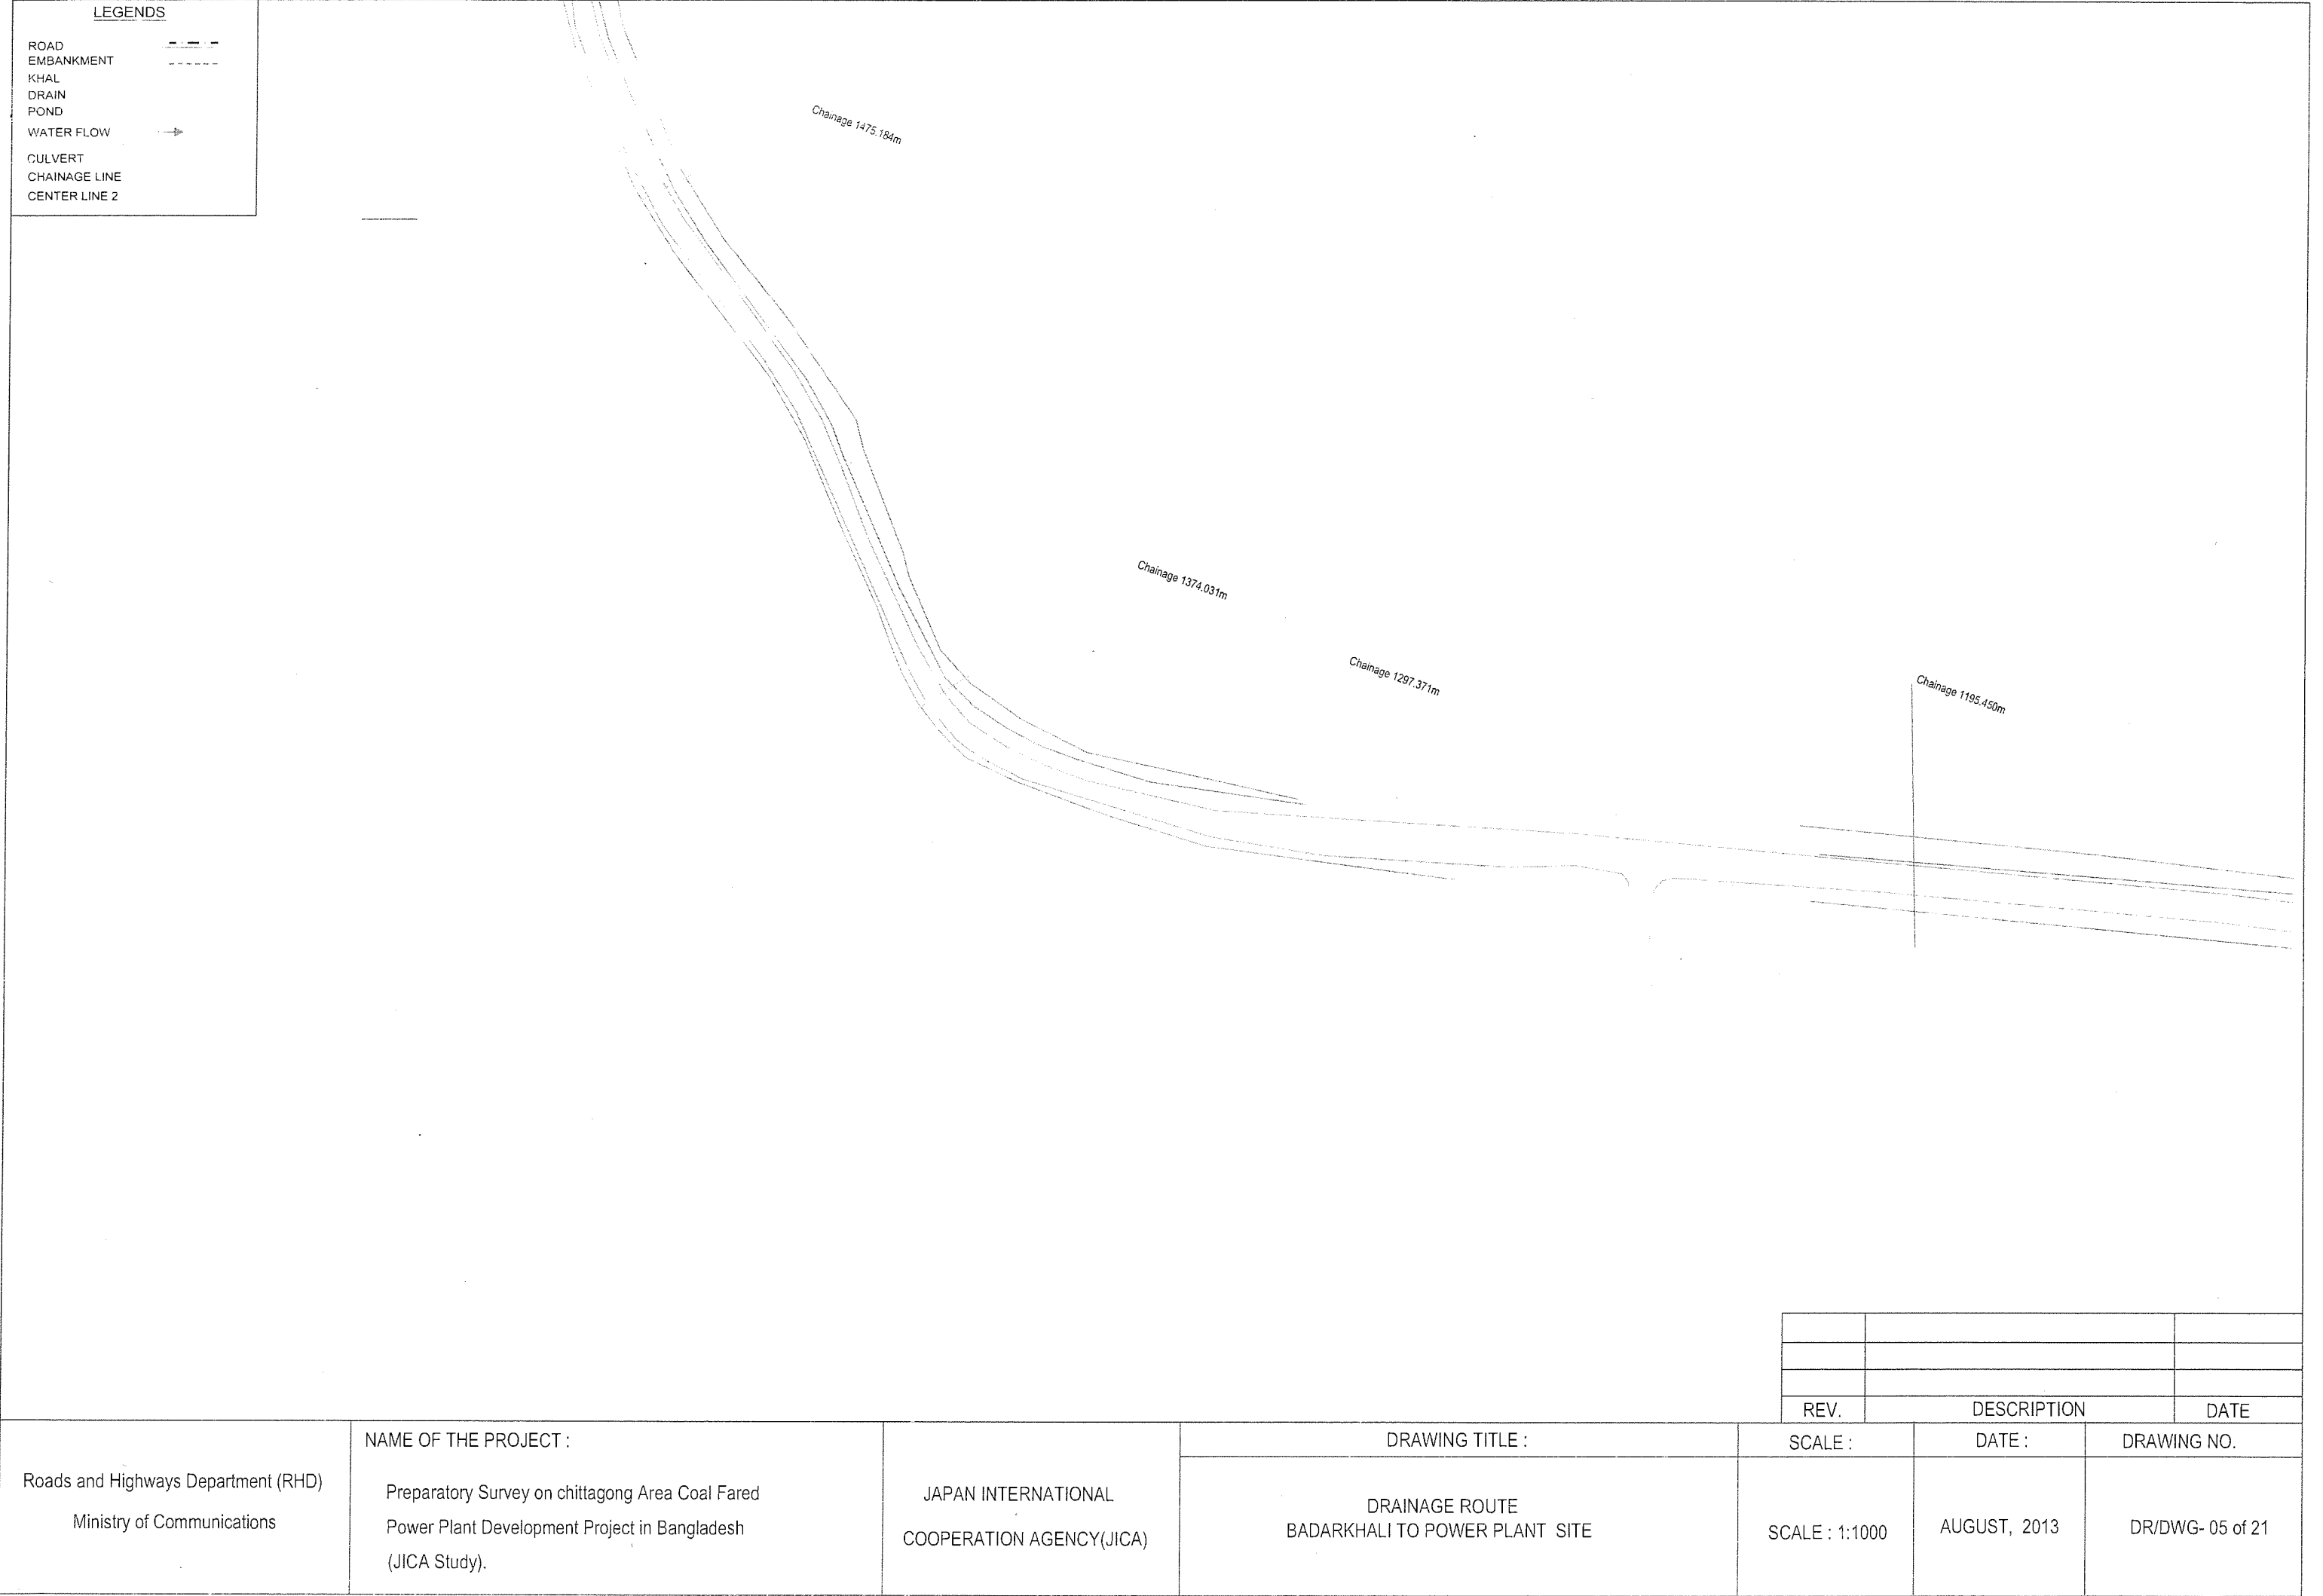 LEGENDS
ROAD
EMBANKMENT
KHAL
DRAIN
POND
WATER FLOW
CULVERT
CHAINAGE LINE
CENTER LINE 2
Chainage 1475.184m
Chainage 1374.031m
Chainage 1297.371m
Chainage 1195.450m
REV. DESCRIPTION DATE
Roads and Highways Department (RHD)
Ministry of Communications
NAME OF THE PROJECT :
Preparatory Survey on chittagong Area Coal Fared
Power Plant Development Project in Bangladesh
(JICA Study).
JAPAN INTERNATIONAL
COOPERATION AGENCY(JICA)
DRAWING TITLE :
DRAINAGE ROUTE
BADARKHALI TO POWER PLANT SITE
SCALE :
SCALE : 1:1000
DATE :
AUGUST, 2013
DRAWING NO.
DR/DWG- 05 of 21